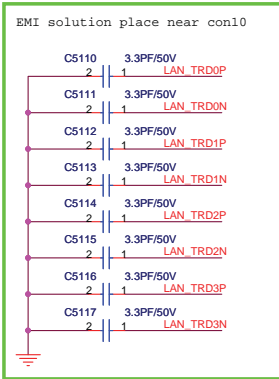 EMI solution place near con10
C5110 3.3PF/50V
2 1 LAN_TRD0P
C5111 3.3PF/50V
2 1 LAN_TRD0N
C5112 3.3PF/50V
2 1 LAN_TRD1P
C5113 3.3PF/50V
2 1 LAN_TRD1N
C5114 3.3PF/50V
2 1 LAN_TRD2P
C5115 3.3PF/50V
2 1 LAN_TRD2N
C5116 3.3PF/50V
2 1 LAN_TRD3P
C5117 3.3PF/50V
2 1 LAN_TRD3N